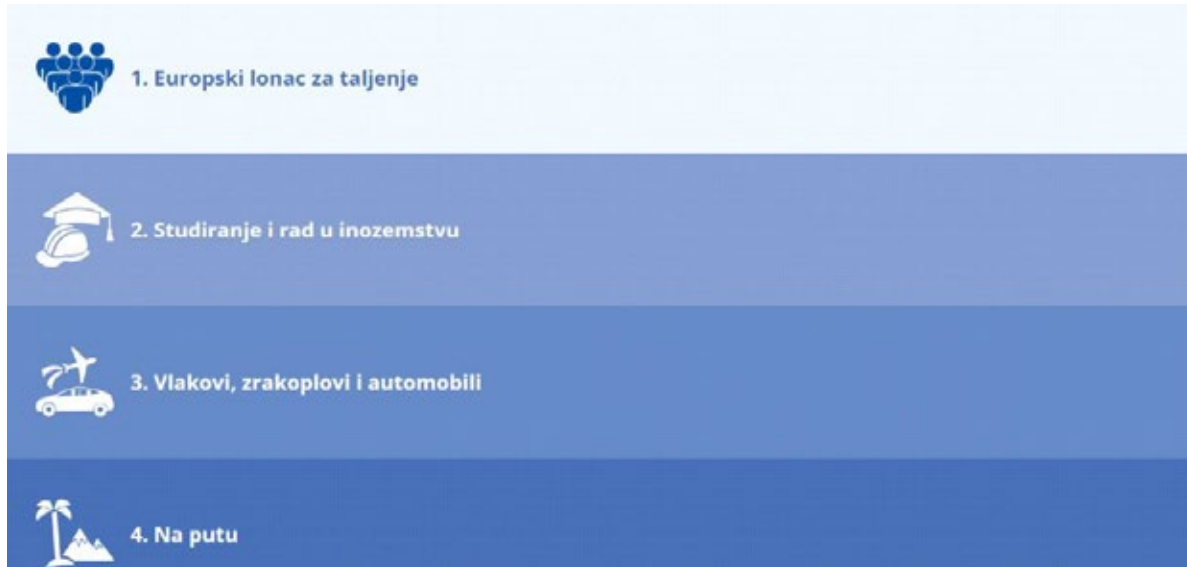 1. Europski lonac za taljenje
2. Studiranje i rad u inozemstvu
3. Vlakovi, zrakoplovi i automobili
4. Na putu